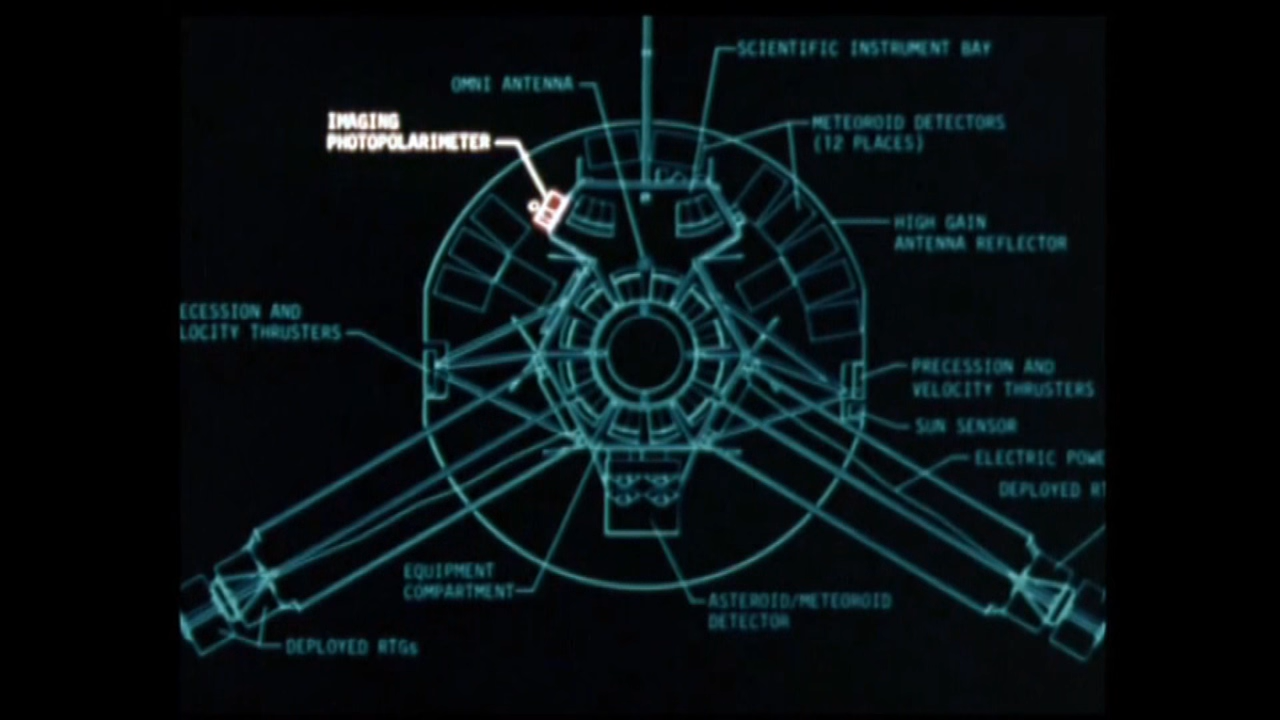 SCIENTIFIC INSTRUMENT BAY
OMNI ANTENNA
IMAGING
PHOTOPOLARIMETER
METEOROID DETECTORS
(12 PLACES)
HIGH GAIN
ANTENNA REFLECTOR
ECESSION AND
LOCITY THRUSTERS
PRECESSION AND
VELOCITY THRUSTERS
SUN SENSOR
ELECTRIC POWE
DEPLOYED RT
EQUIPMENT
COMPARTMENT
ASTEROID/METEOROID
DETECTOR
DEPLOYED RTGs